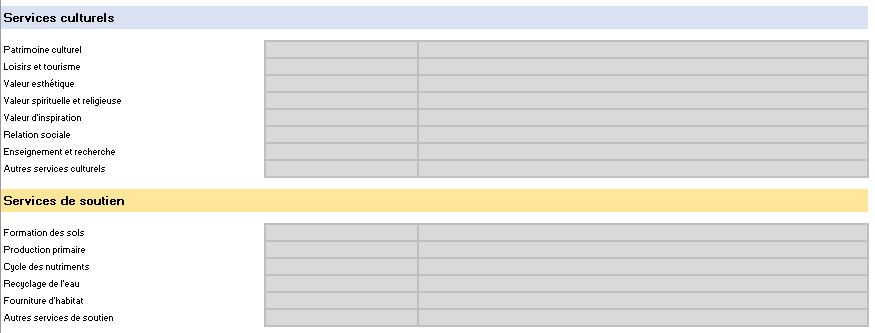 Services culturels
Patrimoine culturel
Loisirs et tourisme
Valeur esthétique
Valeur spirituelle et religieuse
Valeur d'inspiration
Relation sociale
Enseignement et recherche
Autres services culturels
Services de soutien
Formation des sols
Production primaire
Cycle des nutriments
Recyclage de l'eau
Fourniture d'habitat
Autres services de soutien